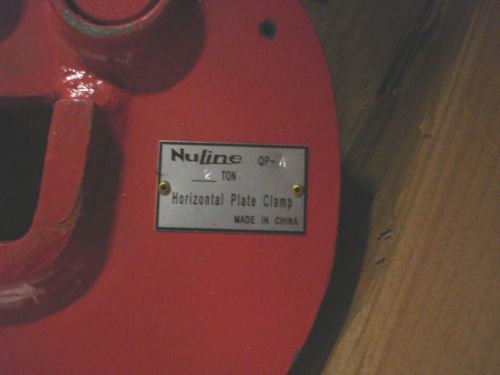 NuLine QP-A
2 TON
Horizontal Plate Clamp
MADE IN CHINA